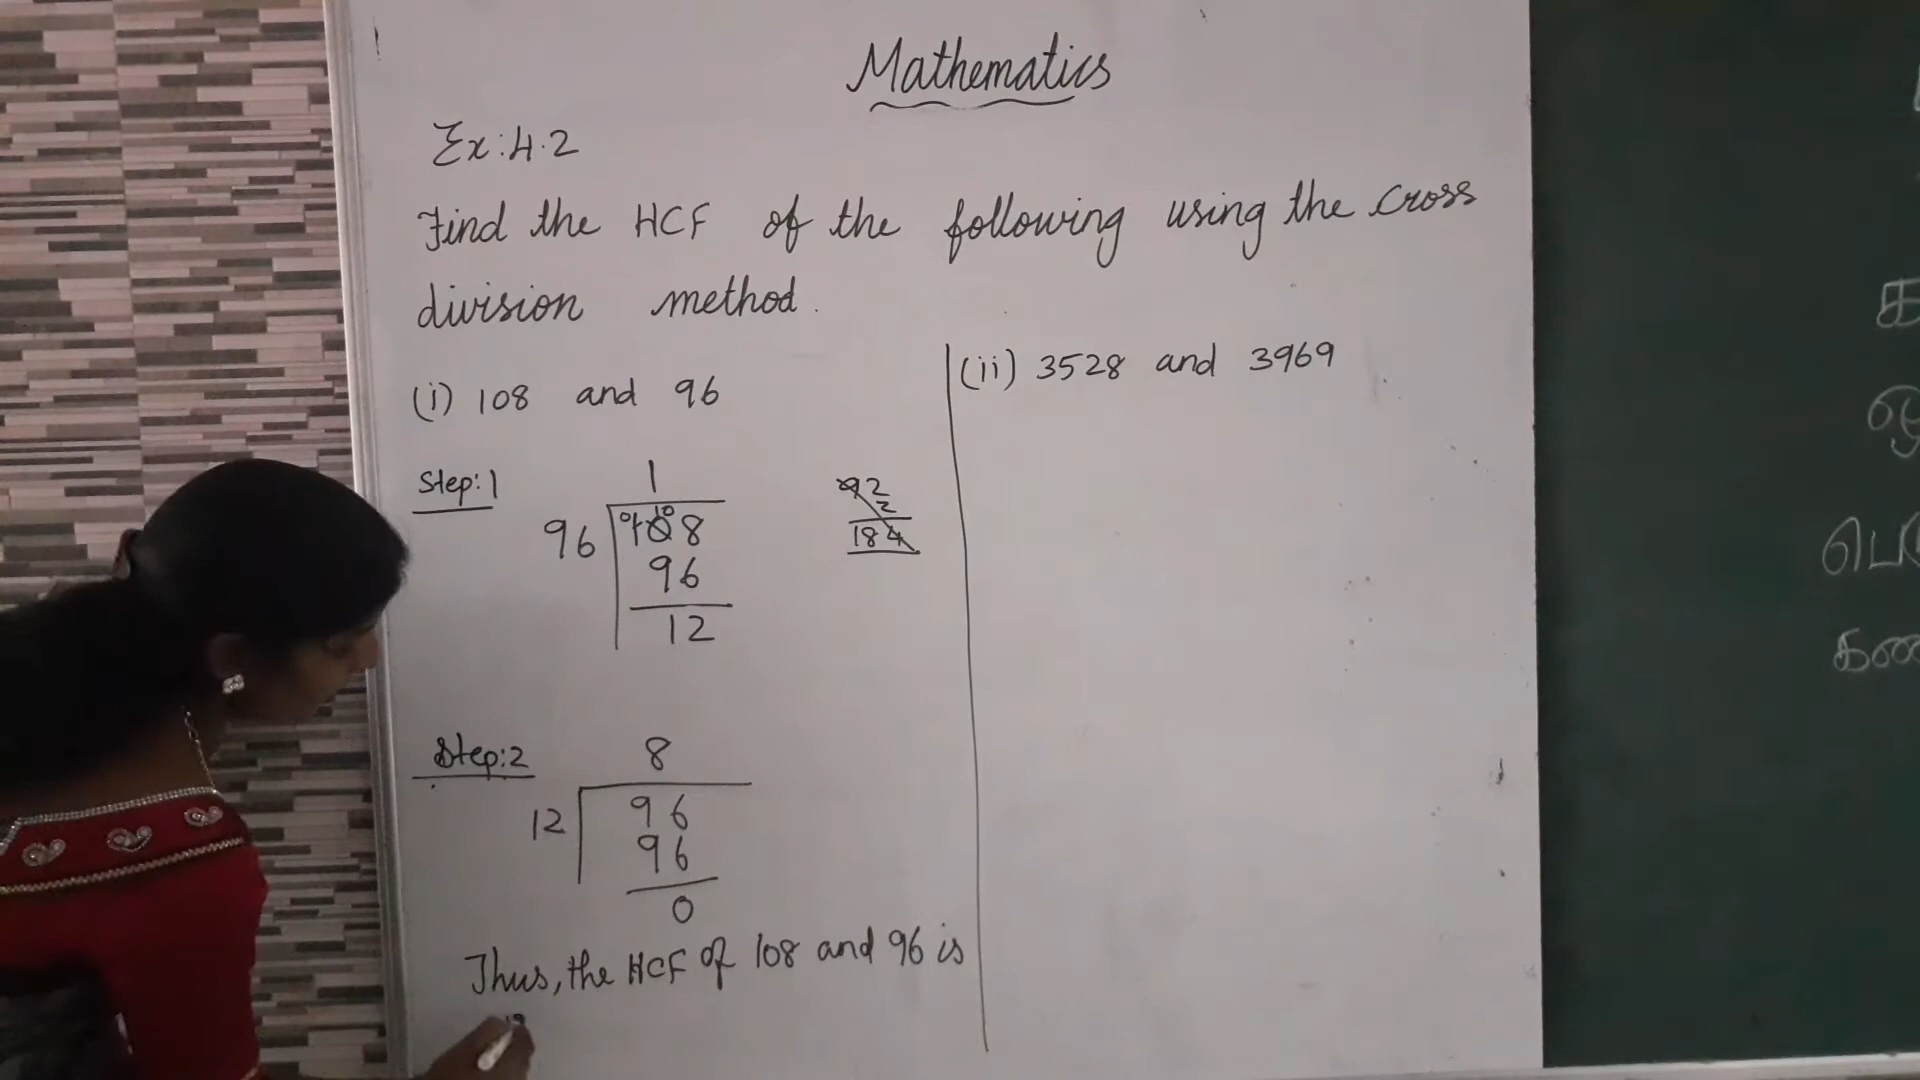 Mathematics
Ex:4.2
Find the HCF of the following using the cross
division method.
(i) 108 and 96
Step:1
1
96 108
96
12
92
2
184
Step:2
8
12 96
96
0
Thus, the HCF of 108 and 96 is
(ii) 3528 and 3969